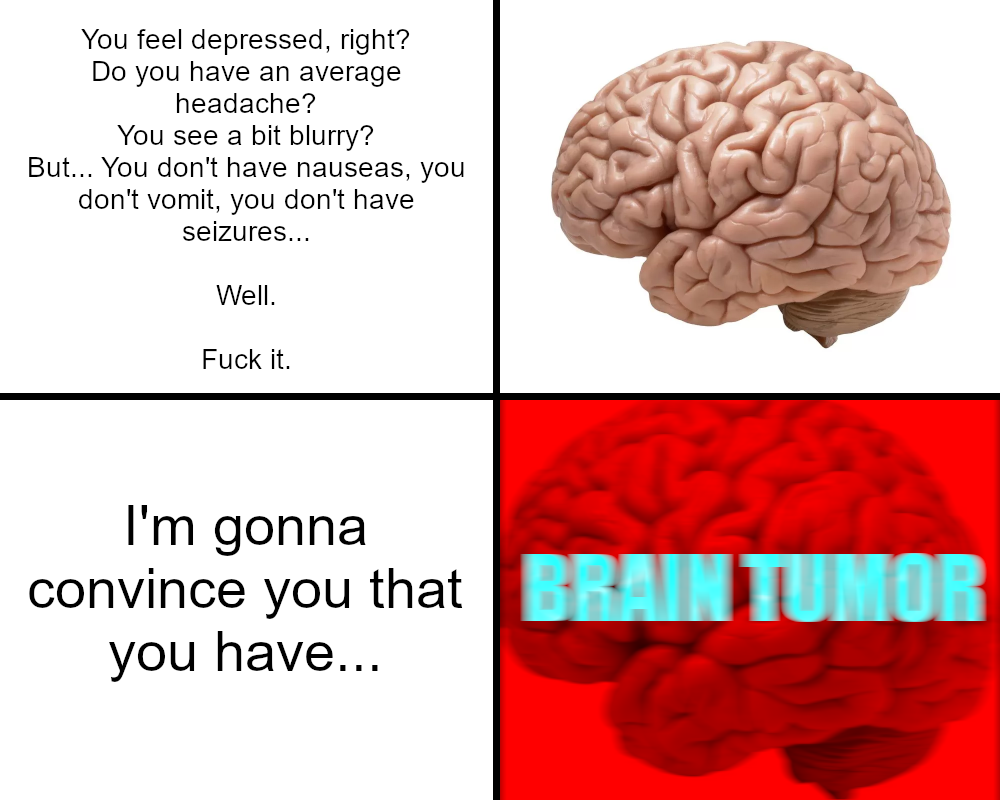 You feel depressed, right?
Do you have an average
headache?
You see a bit blurry?
But... You don't have nauseas, you
don't vomit, you don't have
seizures...
Well.
Fuck it.
I'm gonna
convince you that
you have...
BRAIN TUMOR